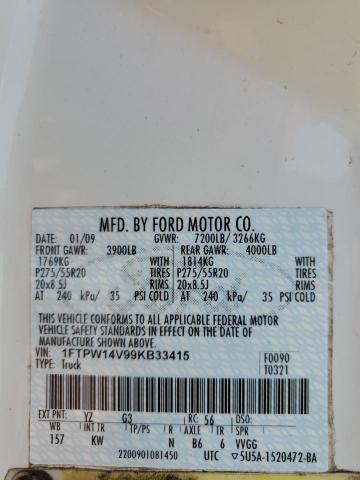 MFD. BY FORD MOTOR CO.
DATE: 01/09 GVWR: 7200LB/ 3266KG
FRONT GAWR: 3900LB REAR GAWR: 4000LB
1769KG WITH 1814KG WITH
P275/55R20 TIRES P275/55R20 TIRES
20x8.5J RIMS 20x8.5J RIMS
AT 240 kPa/ 35 PSI COLD AT 240 kPa/ 35 PSI COLD
THIS VEHICLE CONFORMS TO ALL APPLICABLE FEDERAL MOTOR
VEHICLE SAFETY STANDARDS IN EFFECT ON THE DATE OF
MANUFACTURE SHOWN ABOVE.
VIN: 1FTPW14V99KB33415 F0090
TYPE: Truck T0321
EXT PNT: YZ G3 RC: 56 DSO:
WB INT TR TP/PS R AXLE TR SPR
157 KW N B6 6 VVGG
2200901081450 UTC 5U5A-1520472-BA